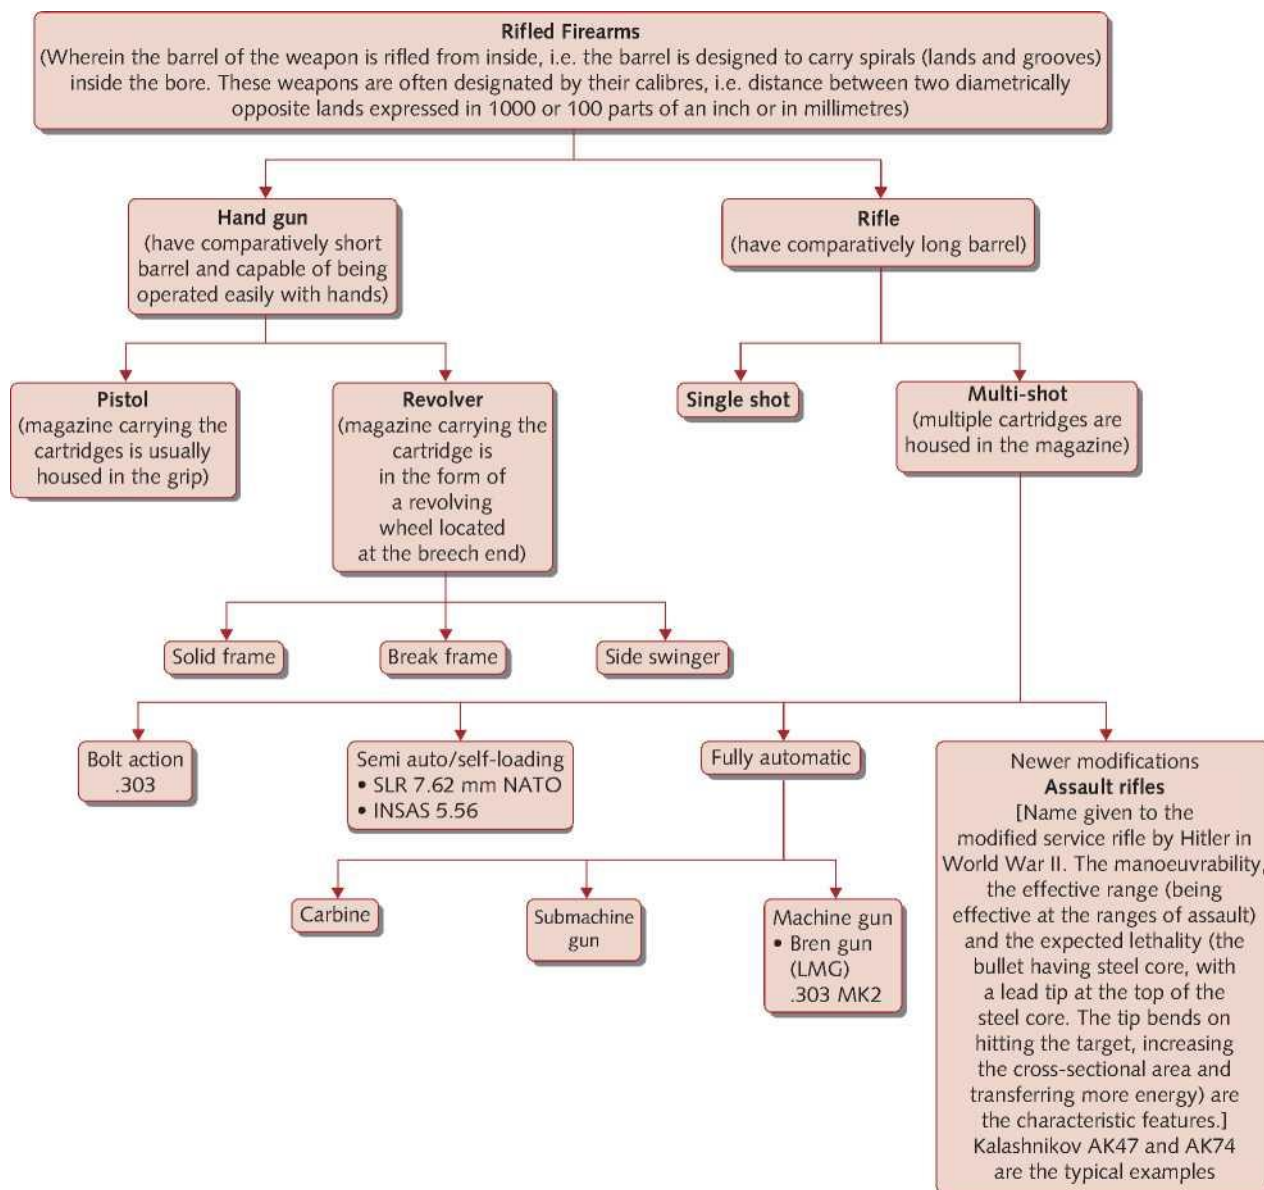 Rifled Firearms
(Wherein the barrel of the weapon is rifled from inside, i.e. the barrel is designed to carry spirals (lands and grooves)
inside the bore. These weapons are often designated by their calibres, i.e. distance between two diametrically
opposite lands expressed in 1000 or 100 parts of an inch or in millimetres)
Hand gun
(have comparatively short
barrel and capable of being
operated easily with hands)
Rifle
(have comparatively long barrel)
Pistol
(magazine carrying the
cartridges is usually
housed in the grip)
Revolver
(magazine carrying the
cartridge is
in the form of
a revolving
wheel located
at the breech end)
Single shot
Multi-shot
(multiple cartridges are
housed in the magazine)
Solid frame
Break frame
Side swinger
Bolt action
.303
Semi auto/self-loading
• SLR 7.62 mm NATO
• INSAS 5.56
Fully automatic
Newer modifications
Assault rifles
[Name given to the
modified service rifle by Hitler in
World War II. The manoeuvrability,
the effective range (being
effective at the ranges of assault)
and the expected lethality (the
bullet having steel core, with
a lead tip at the top of the
steel core. The tip bends on
hitting the target, increasing
the cross-sectional area and
transferring more energy) are
the characteristic features.]
Kalashnikov AK47 and AK74
are the typical examples
Carbine
Submachine
gun
Machine gun
• Bren gun
(LMG)
.303 MK2